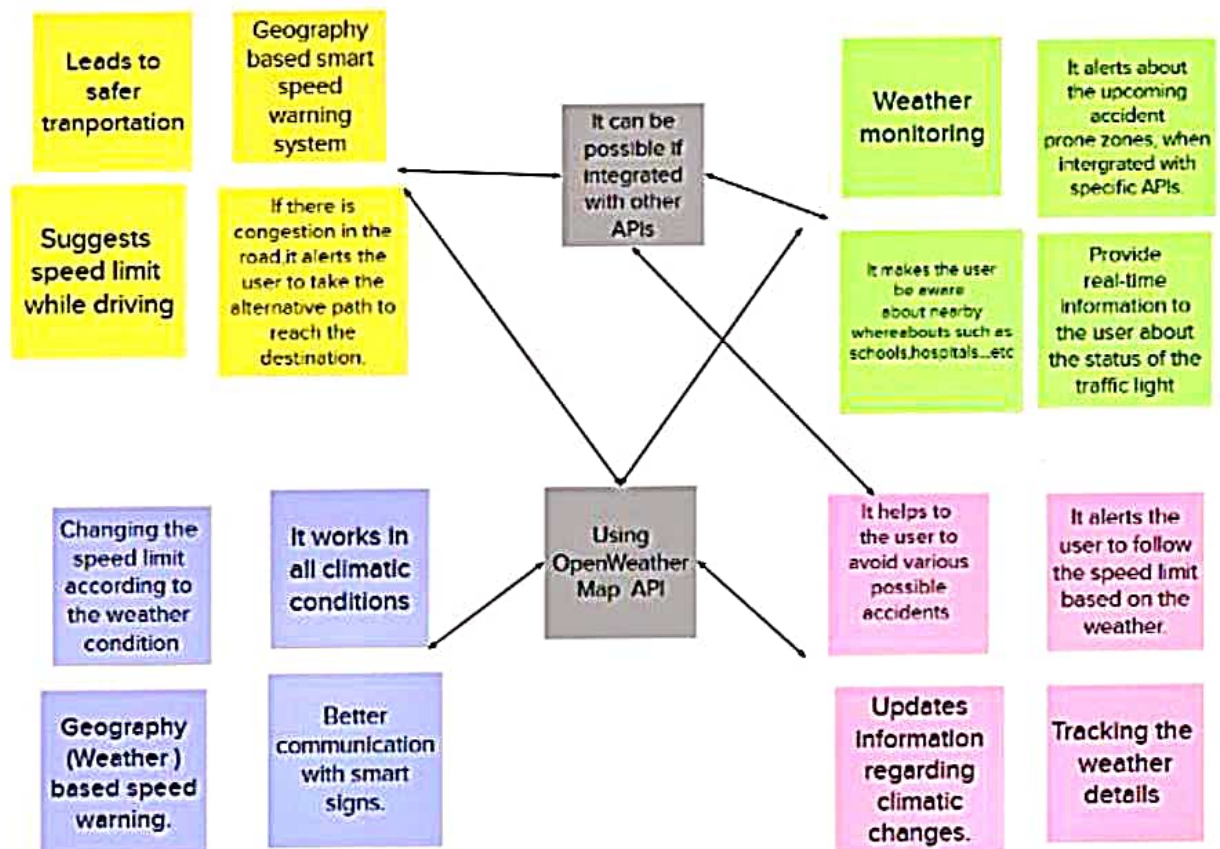 Leads to
safer
tranportation
Geography
based smart
speed
warning
system
Suggests
speed limit
while driving
If there is
congestion in the
road,it alerts the
user to take the
alternative path to
reach the
destination.
It can be
possible if
integrated
with other
APIs
Weather
monitoring
It alerts about
the upcoming
accident
prone zones, when
intergrated with
specific APIs.
It makes the user
be aware
about nearby
whereabouts such as
schools,hospitals...etc
Provide
real-time
information to
the user about
the status of the
traffic light
Changing the
speed limit
according to
the weather
condition
It works in
all climatic
conditions
Geography
(Weather )
based speed
warning.
Better
communication
with smart
signs.
Using
OpenWeather
Map API
It helps to
the user to
avoid various
possible
accidents
It alerts the
user to follow
the speed limit
based on the
weather.
Updates
Information
regarding
climatic
changes.
Tracking the
weather
details